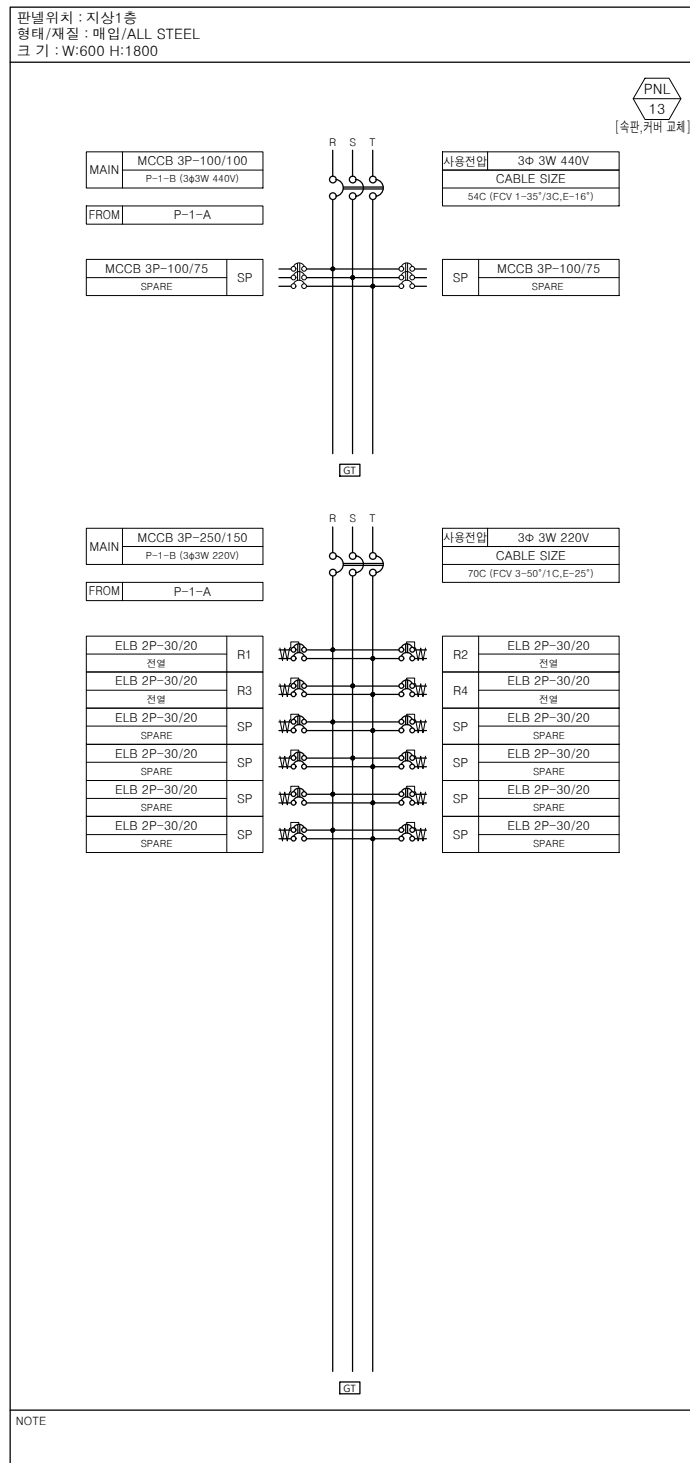 판넬위치 : 지상1층
형태/재질 : 매입/ALL STEEL
크 기 : W:600 H:1800
PNL
13
[속판,커버 교체]
R S T
MAIN MCCB 3P-100/100
P-1-B (3ϕ3W 440V)
사용전압 3Φ 3W 440V
CABLE SIZE
54C (FCV 1-35°/3C,E-16°)
FROM P-1-A
MCCB 3P-100/75 SP
SPARE
SP MCCB 3P-100/75
SPARE
GT
R S T
MAIN MCCB 3P-250/150
P-1-B (3ϕ3W 220V)
사용전압 3Φ 3W 220V
CABLE SIZE
70C (FCV 3-50°/1C,E-25°)
FROM P-1-A
ELB 2P-30/20 R1
전열
R2 ELB 2P-30/20
전열
ELB 2P-30/20 R3
전열
R4 ELB 2P-30/20
전열
ELB 2P-30/20 SP
SPARE
SP ELB 2P-30/20
SPARE
ELB 2P-30/20 SP
SPARE
SP ELB 2P-30/20
SPARE
ELB 2P-30/20 SP
SPARE
SP ELB 2P-30/20
SPARE
ELB 2P-30/20 SP
SPARE
SP ELB 2P-30/20
SPARE
GT
NOTE